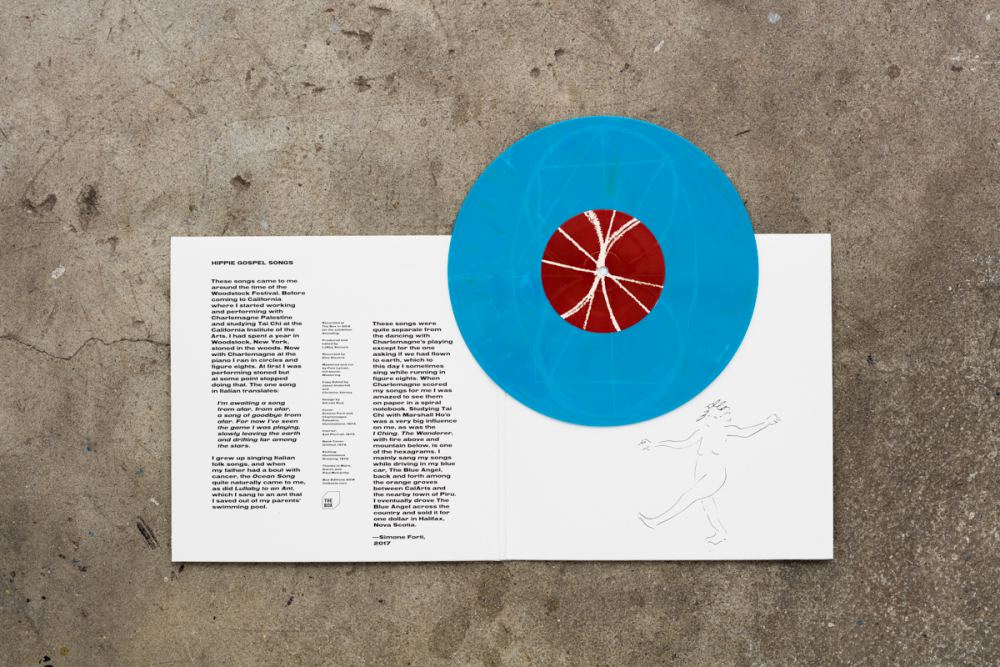 HIPPIE GOSPEL SONGS
These songs came to me
around the time of the
Woodstock Festival. Before
coming to California
where I started working
and performing with
Charlemagne Palestine
and studying Tai Chi at the
California Institute of the
Arts, I had spent a year in
Woodstock, New York,
stoned in the woods. Now
with Charlemagne at the
piano I ran in circles and
figure eights. At first I was
performing stoned but
at some point stopped
doing that. The one song
in Italian translates:
I'm awaiting a song
from afar, from afar,
a song of goodbye from
afar. For now I've seen
the game I was playing,
slowly leaving the earth
and drifting far among
the stars.
I grew up singing Italian
folk songs, and when
my father had a bout with
cancer, the Ocean Song
quite naturally came to me,
as did Lullaby to an Ant,
which I sang to an ant that
I saved out of my parents'
swimming pool.
Recorded at
Produced and
Recorded by
THE
BOX
These songs were
quite separate from
the dancing with
Charlemagne's playing
except for the one
asking if we had flown
to earth, which to
this day I sometimes
sing while running in
figure eights. When
Charlemagne scored
my songs for me I was
amazed to see them
on paper in a spiral
notebook. Studying Tai
Chi with Marshall Ho'o
was a very big influence
on me, as was the
I Ching. The Wanderer,
with fire above and
mountain below, is one
of the hexagrams. I
mainly sang my songs
while driving in my blue
car, The Blue Angel,
back and forth among
the orange groves
between CalArts and
the nearby town of Piru.
I eventually drove The
Blue Angel across the
country and sold it for
one dollar in Halifax,
Nova Scotia.
—Simone Forti,
2017